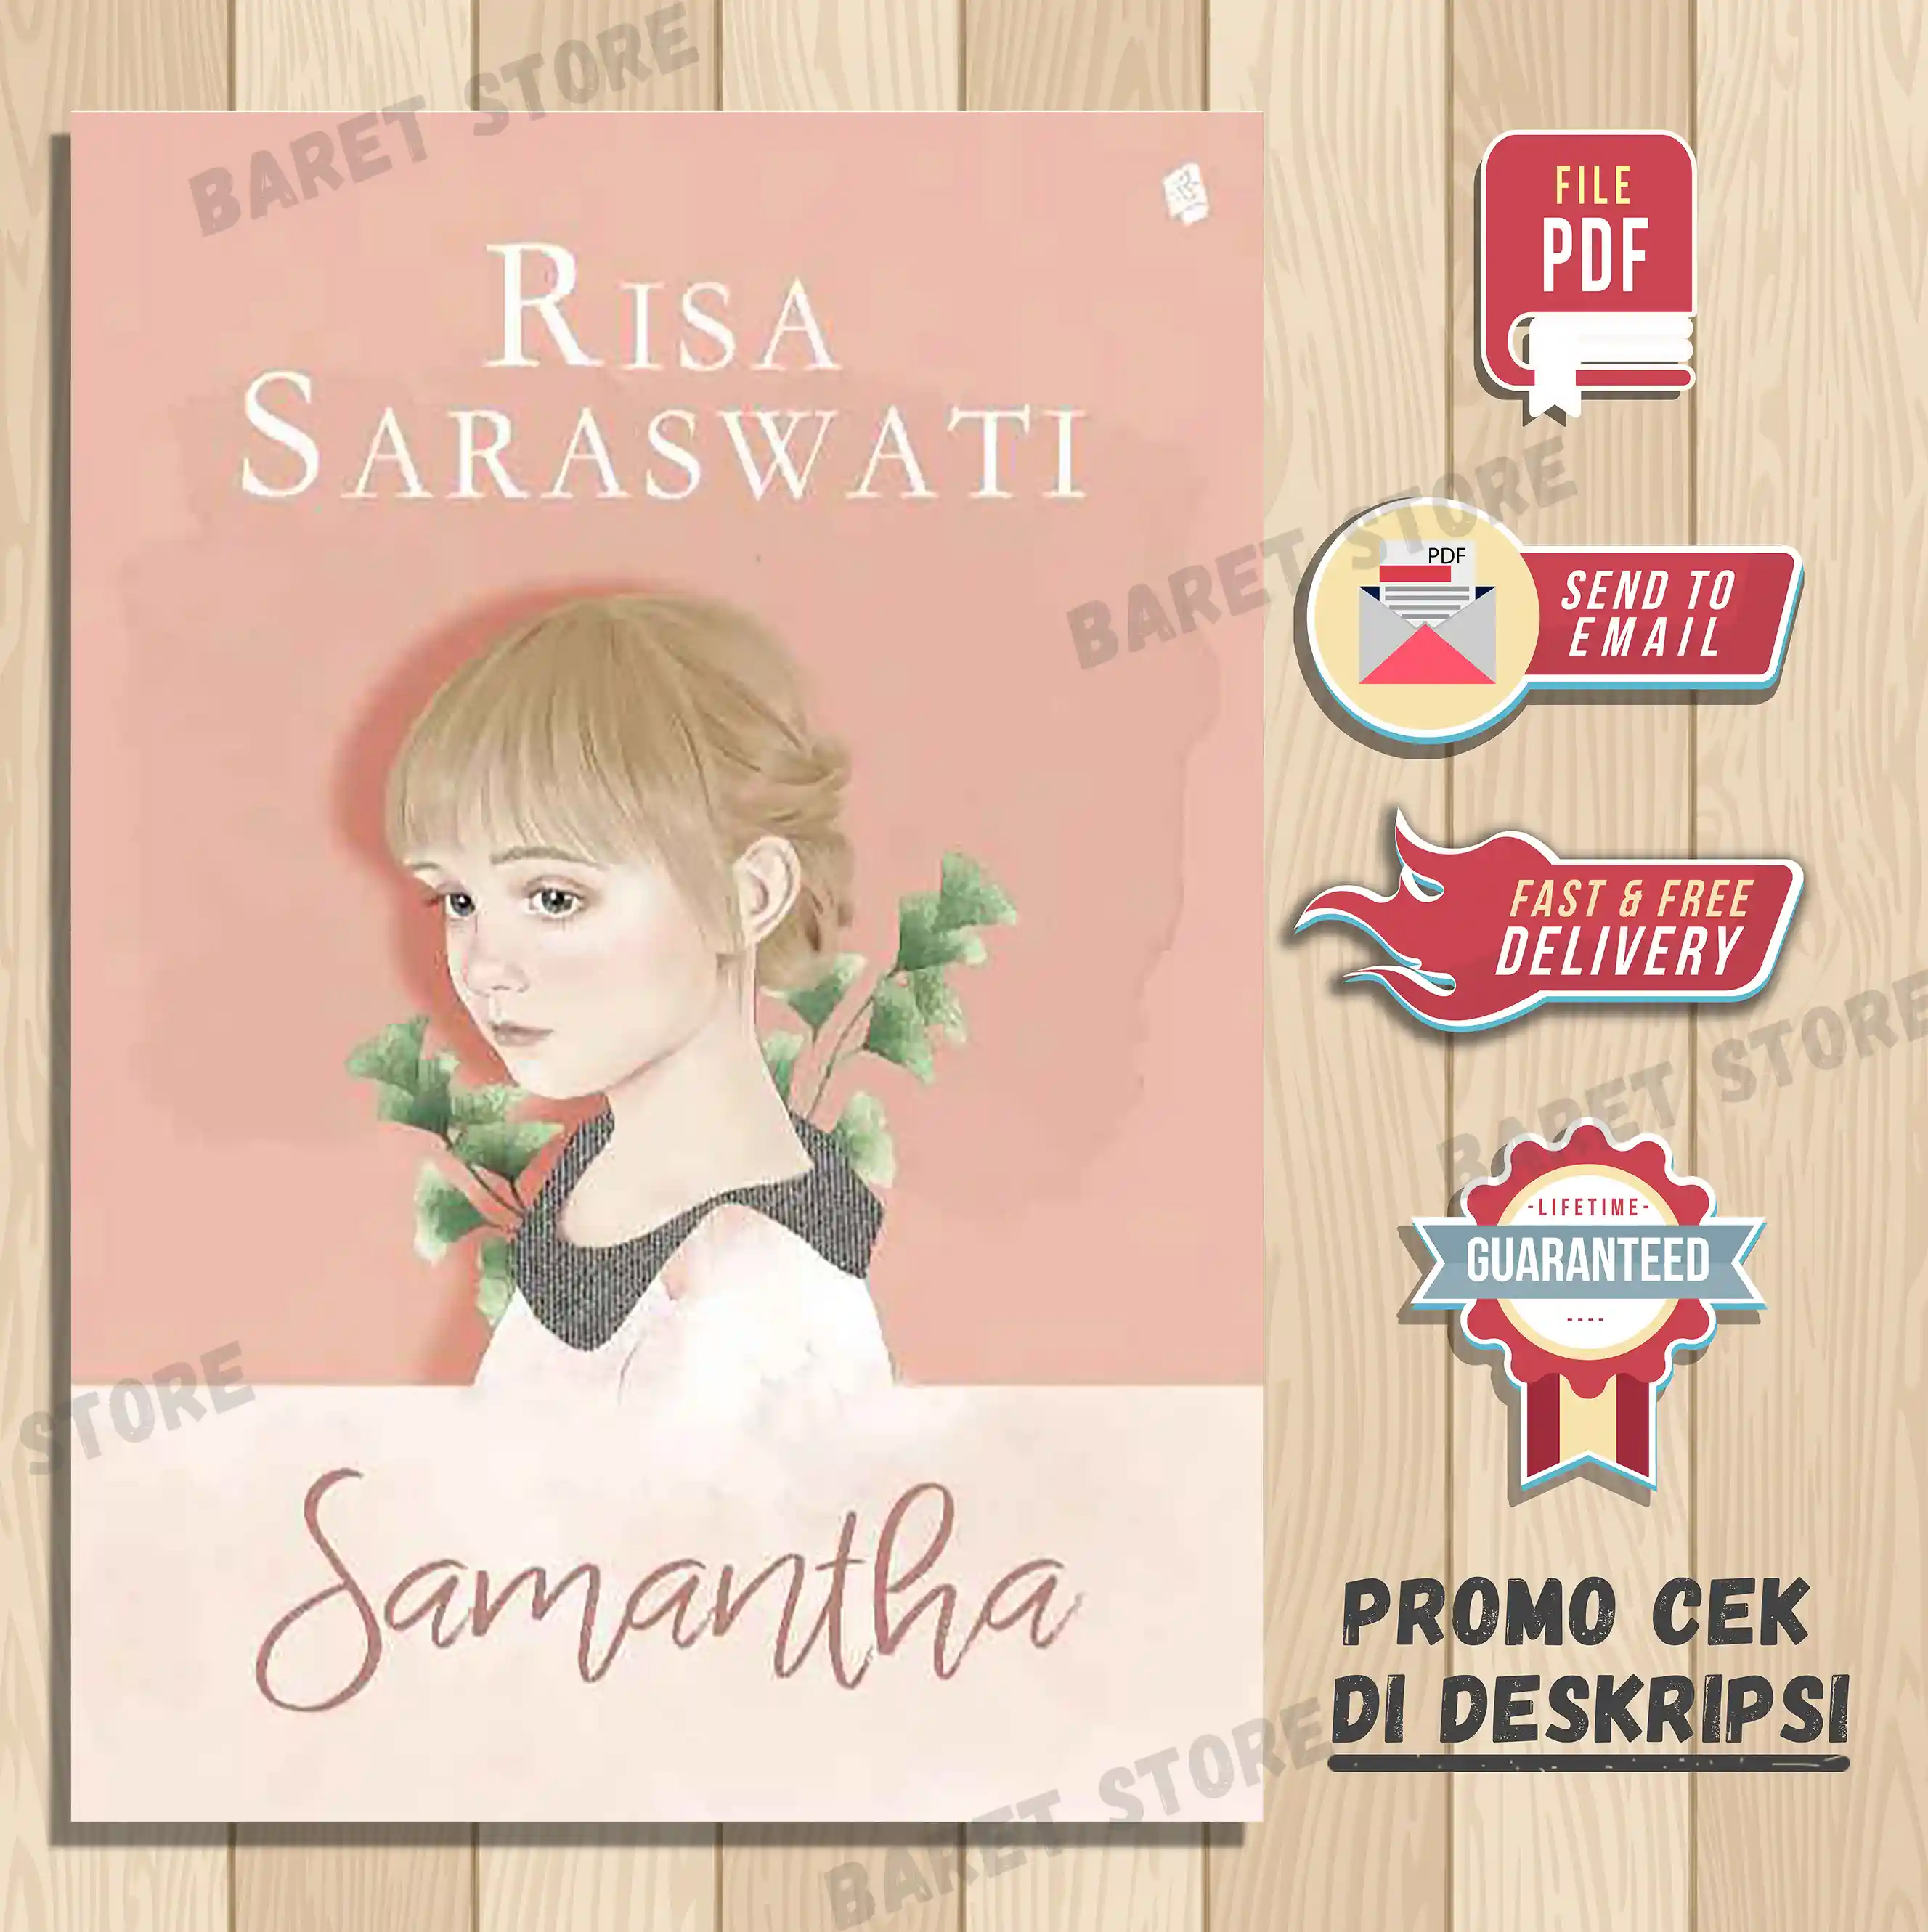 BARET STORE
RISA
SARASWATI
Samantha
FILE
PDF
BARET STORE
PDF
SEND TO
EMAIL
FAST & FREE
DELIVERY
BARET STORE
-LIFETIME-
GUARANTEED
----
STORE
PROMO CEK
DI DESKRIPSI
BARET STORE